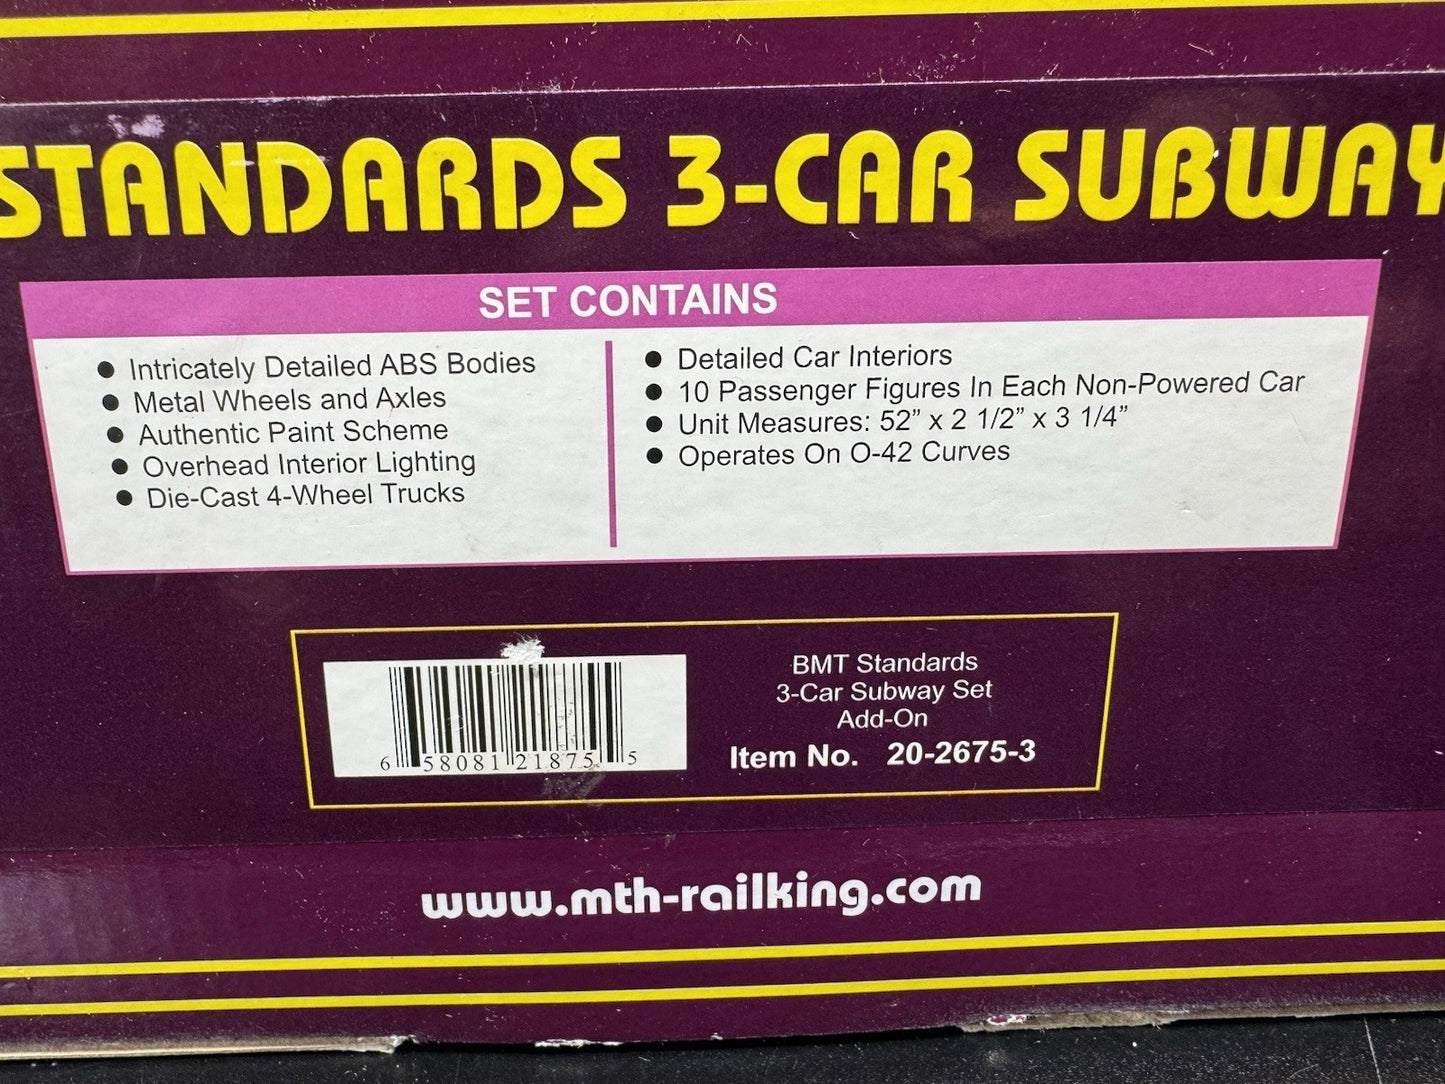 STANDARDS 3-CAR SUBWAY
SET CONTAINS
● Intricately Detailed ABS Bodies
● Metal Wheels and Axles
● Authentic Paint Scheme
● Overhead Interior Lighting
● Die-Cast 4-Wheel Trucks
● Detailed Car Interiors
● 10 Passenger Figures In Each Non-Powered Car
● Unit Measures: 52” x 2 1/2” x 3 1/4”
● Operates On O-42 Curves
6 58081 21875 5
BMT Standards
3-Car Subway Set
Add-On
Item No. 20-2675-3
www.mth-railking.com